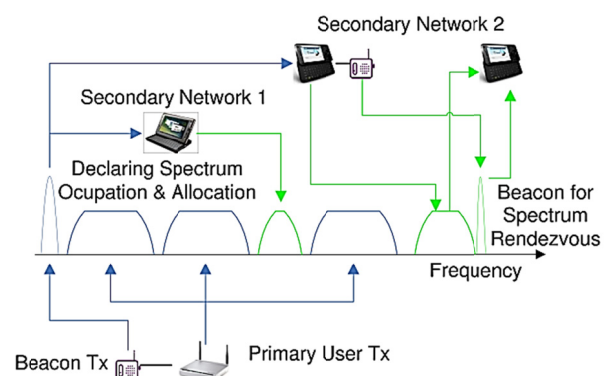 Secondary Network 2
Secondary Network 1
Declaring Spectrum
Ocupation & Allocation
Beacon for
Spectrum
Rendezvous
Frequency
Beacon Tx
Primary User Tx